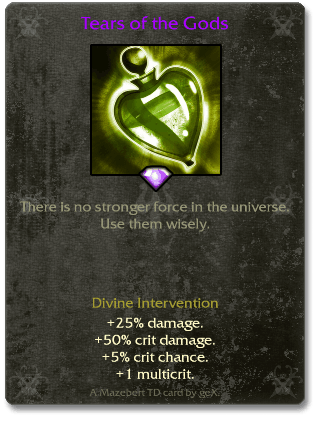 Tears of the Gods
There is no stronger force in the universe.
Use them wisely.
Divine Intervention
+25% damage.
+50% crit damage.
+5% crit chance.
+1 multicrit.
A Mazebert TD card by geX.